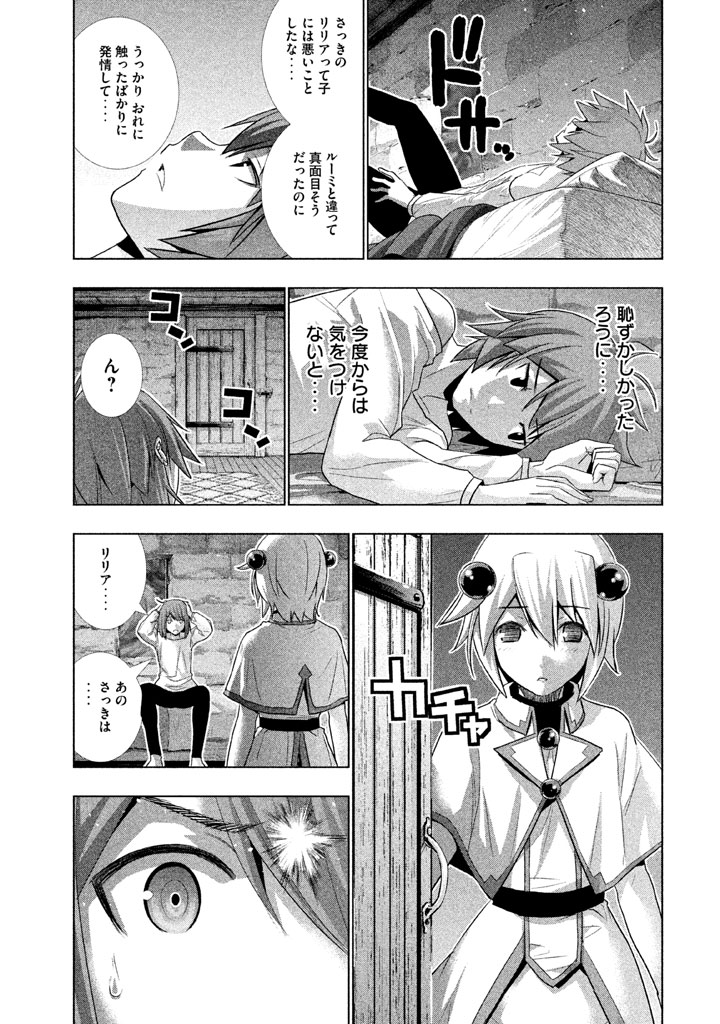 ドサッ
さっきの
リリアって子
には悪いこと
したな‥‥
ルーミと違って
真面目そう
だったのに
うっかり おれに
触ったばかりに
発情して‥‥
恥ずかしかった
ろうに‥‥
今度からは
気をつけ
ないと‥‥
コン
コン
ん?
ガチャ
リリア
‥‥
あの
さっきは
‥‥